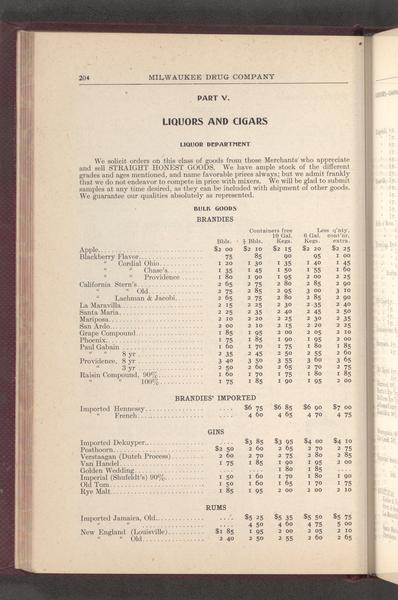 204 MILWAUKEE DRUG COMPANY
PART V.
LIQUORS AND CIGARS
LIQUOR DEPARTMENT
We solicit orders on this class of goods from those Merchants who appreciate
and sell STRAIGHT HONEST GOODS. We have ample stock of the different
grades and ages mentioned, and name favorable prices always; but we admit frankly
that we do not endeavor to compete in price with mixers. We will be glad to submit
samples at any time desired, as they can be included with shipment of other goods.
We guarantee our qualities absolutely as represented.
BULK GOODS
BRANDIES
Containers free Less q'nty,
10 Gal. 6 Gal. cont'nr,
Bbls. ½ Bbls. Kegs. Kegs. extra.
Apple $2 00 $2 10 $2 15 $2 20 $2 25
Blackberry Flavor 75 85 90 95 1 00
" Cordial Ohio 1 20 1 30 1 35 1 40 1 45
" " Chase's 1 35 1 45 1 50 1 55 1 60
" " Providence 1 80 1 90 1 95 2 00 2 25
California Stern's 2 65 2 75 2 80 2 85 2 90
" " Old 2 75 2 85 2 95 3 00 3 10
" Lachman & Jacobi 2 65 2 75 2 80 2 85 2 90
La Maravilla 2 15 2 25 2 30 2 35 2 40
Santa Maria 2 25 2 35 2 40 2 45 2 50
Mariposa 2 10 2 20 2 25 2 30 2 35
San Ardo 2 00 2 10 2 15 2 20 2 25
Grape Compound 1 85 1 95 2 00 2 05 2 10
Phoenix 1 75 1 85 1 90 1 95 2 00
Paul Gabain 1 60 1 70 1 75 1 80 1 85
" " 8 yr 2 35 2 45 2 50 2 55 2 60
Providence, 8 yr 3 40 3 50 3 55 3 60 3 65
" 3 yr 2 50 2 60 2 65 2 70 2 75
Raisin Compound, 90% 1 60 1 70 1 75 1 80 1 85
" " 100% 1 75 1 85 1 90 1 95 2 00
BRANDIES' IMPORTED
Imported Hennessy .... $6 75 $6 85 $6 90 $7 00
" French .... 4 60 4 65 4 70 4 75
GINS
Imported Dekuyper .... $3 85 $3 95 $4 00 $4 10
Posthoorn $2 50 2 60 2 65 2 70 2 75
Verstaagan (Dutch Process) 2 60 2 70 2 75 2 80 2 85
Van Handel 1 75 1 85 1 90 1 95 2 00
Golden Wedding .... .... 1 80 1 85 ....
Imperial (Shufeldt's) 90% 1 50 1 60 1 70 1 80 1 90
Old Tom 1 50 1 60 1 65 1 70 1 75
Rye Malt 1 85 1 95 2 00 2 00 2 10
RUMS
Imported Jamaica, Old .... $5 25 $5 35 $5 50 $5 75
" " .... 4 50 4 60 4 75 5 00
New England (Louisville) $1 85 1 95 2 00 2 05 2 10
" " Old 2 40 2 50 2 55 2 60 2 65